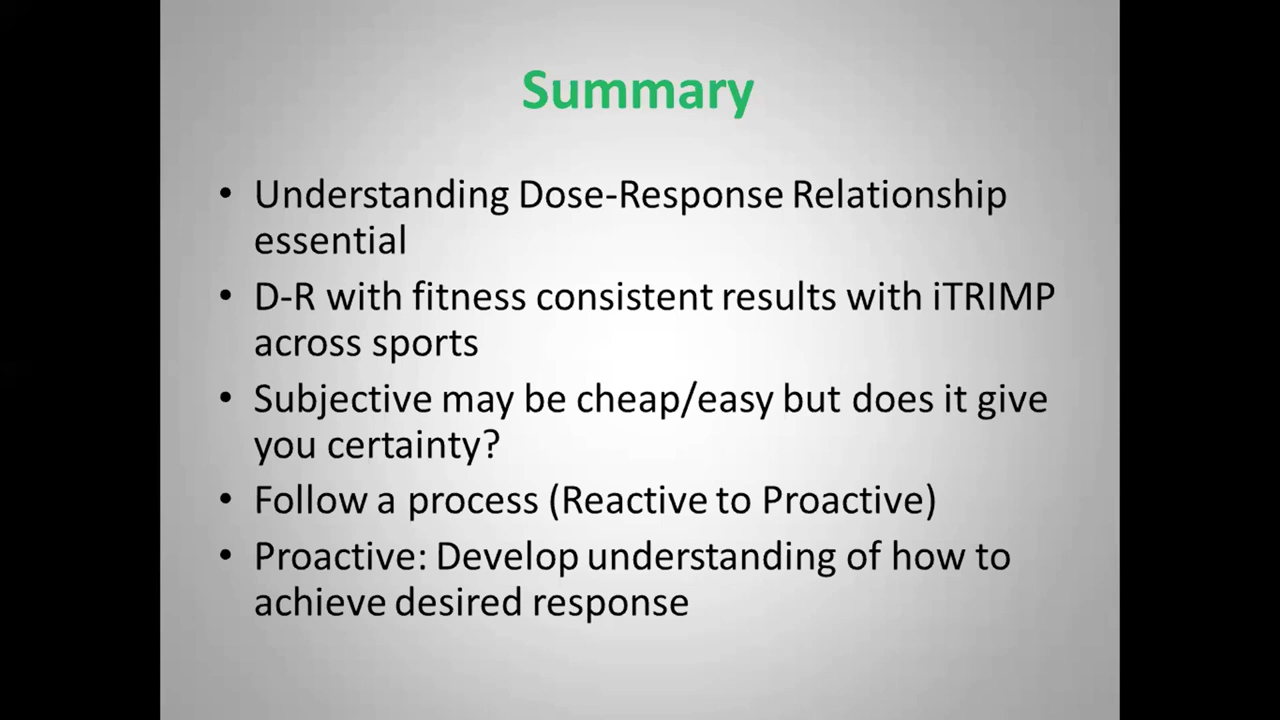 Summary
• Understanding Dose-Response Relationship
essential
• D-R with fitness consistent results with iTRIMP
across sports
• Subjective may be cheap/easy but does it give
you certainty?
• Follow a process (Reactive to Proactive)
• Proactive: Develop understanding of how to
achieve desired response